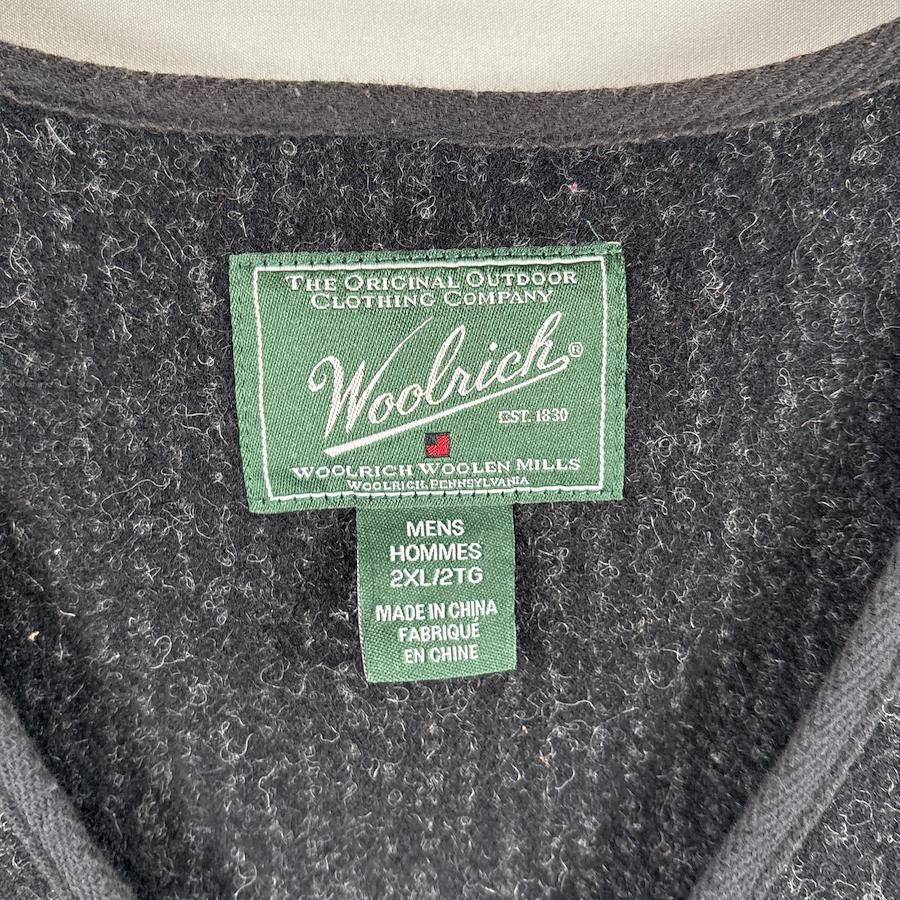 THE ORIGINAL OUTDOOR
CLOTHING COMPANY
Woolrich®
EST. 1830
WOOLRICH WOOLEN MILLS
WOOLRICH, PENNSYLVANIA
MENS
HOMMES
2XL/2TG
MADE IN CHINA
FABRIQUÉ
EN CHINE